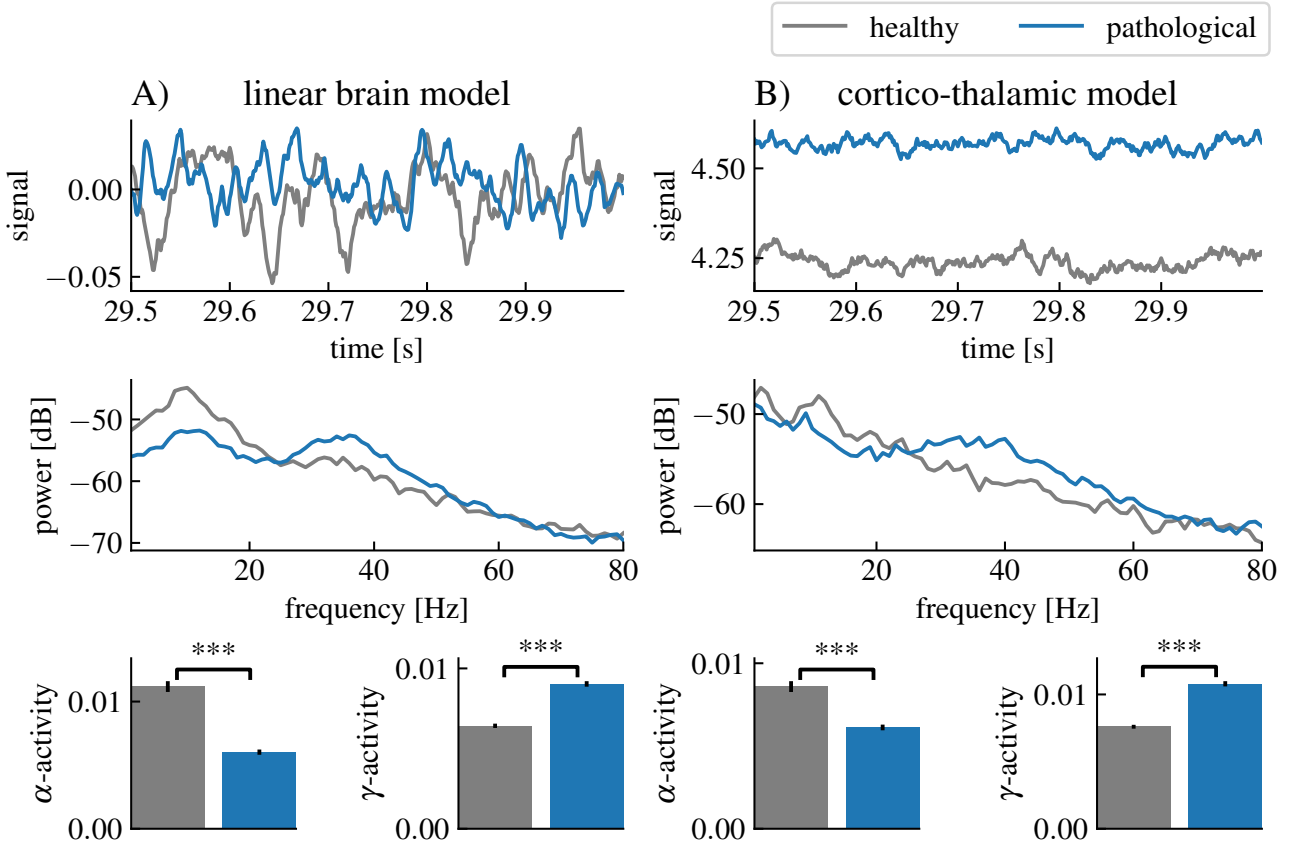 healthy pathological
A) linear brain model
B) cortico-thalamic model
signal
0.00
−0.05
29.5 29.6 29.7 29.8 29.9
time [s]
signal
4.50
4.25
29.5 29.6 29.7 29.8 29.9
time [s]
power [dB]
−50
−60
−70
20 40 60 80
frequency [Hz]
power [dB]
−50
−60
20 40 60 80
frequency [Hz]
α-activity
0.01
0.00
***
γ-activity
0.01
0.00
***
α-activity
0.01
0.00
***
γ-activity
0.01
0.00
***